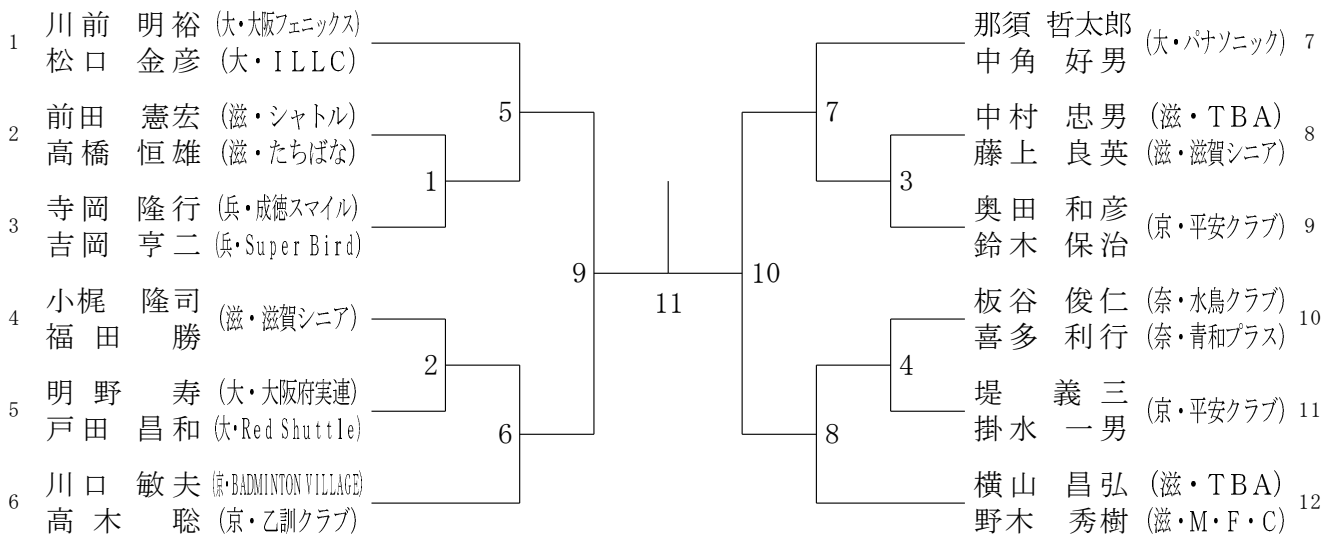 1 川前 明裕 (大・大阪フェニックス)
松口 金彦 (大・ILLC)
2 前田 憲宏 (滋・シャトル)
高橋 恒雄 (滋・たちばな)
3 寺岡 隆行 (兵・成徳スマイル)
吉岡 亨二 (兵・Super Bird)
4 小梶 隆司 (滋・滋賀シニア)
福田 勝
5 明野 寿 (大・大阪府実連)
戸田 昌和 (大・Red Shuttle)
6 川口 敏夫 (京・BADMINTON VILLAGE)
高木 聡 (京・乙訓クラブ)
5
1
9
2
6
11
7
3
10
4
8
那須 哲太郎 (大・パナソニック) 7
中角 好男
中村 忠男 (滋・TBA) 8
藤上 良英 (滋・滋賀シニア)
奥田 和彦 (京・平安クラブ) 9
鈴木 保治
板谷 俊仁 (奈・水鳥クラブ) 10
喜多 利行 (奈・青和プラス)
堤 義三 (京・平安クラブ) 11
掛水 一男
横山 昌弘 (滋・TBA) 12
野木 秀樹 (滋・M・F・C)